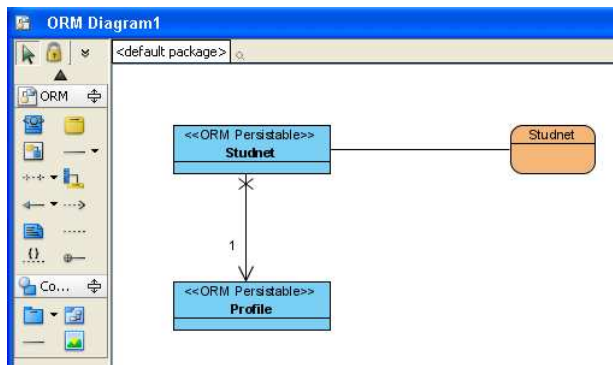 ORM Diagram1
<default package>
ORM
<<ORM Persistable>>
Studnet
Studnet
1
Co...
<<ORM Persistable>>
Profile